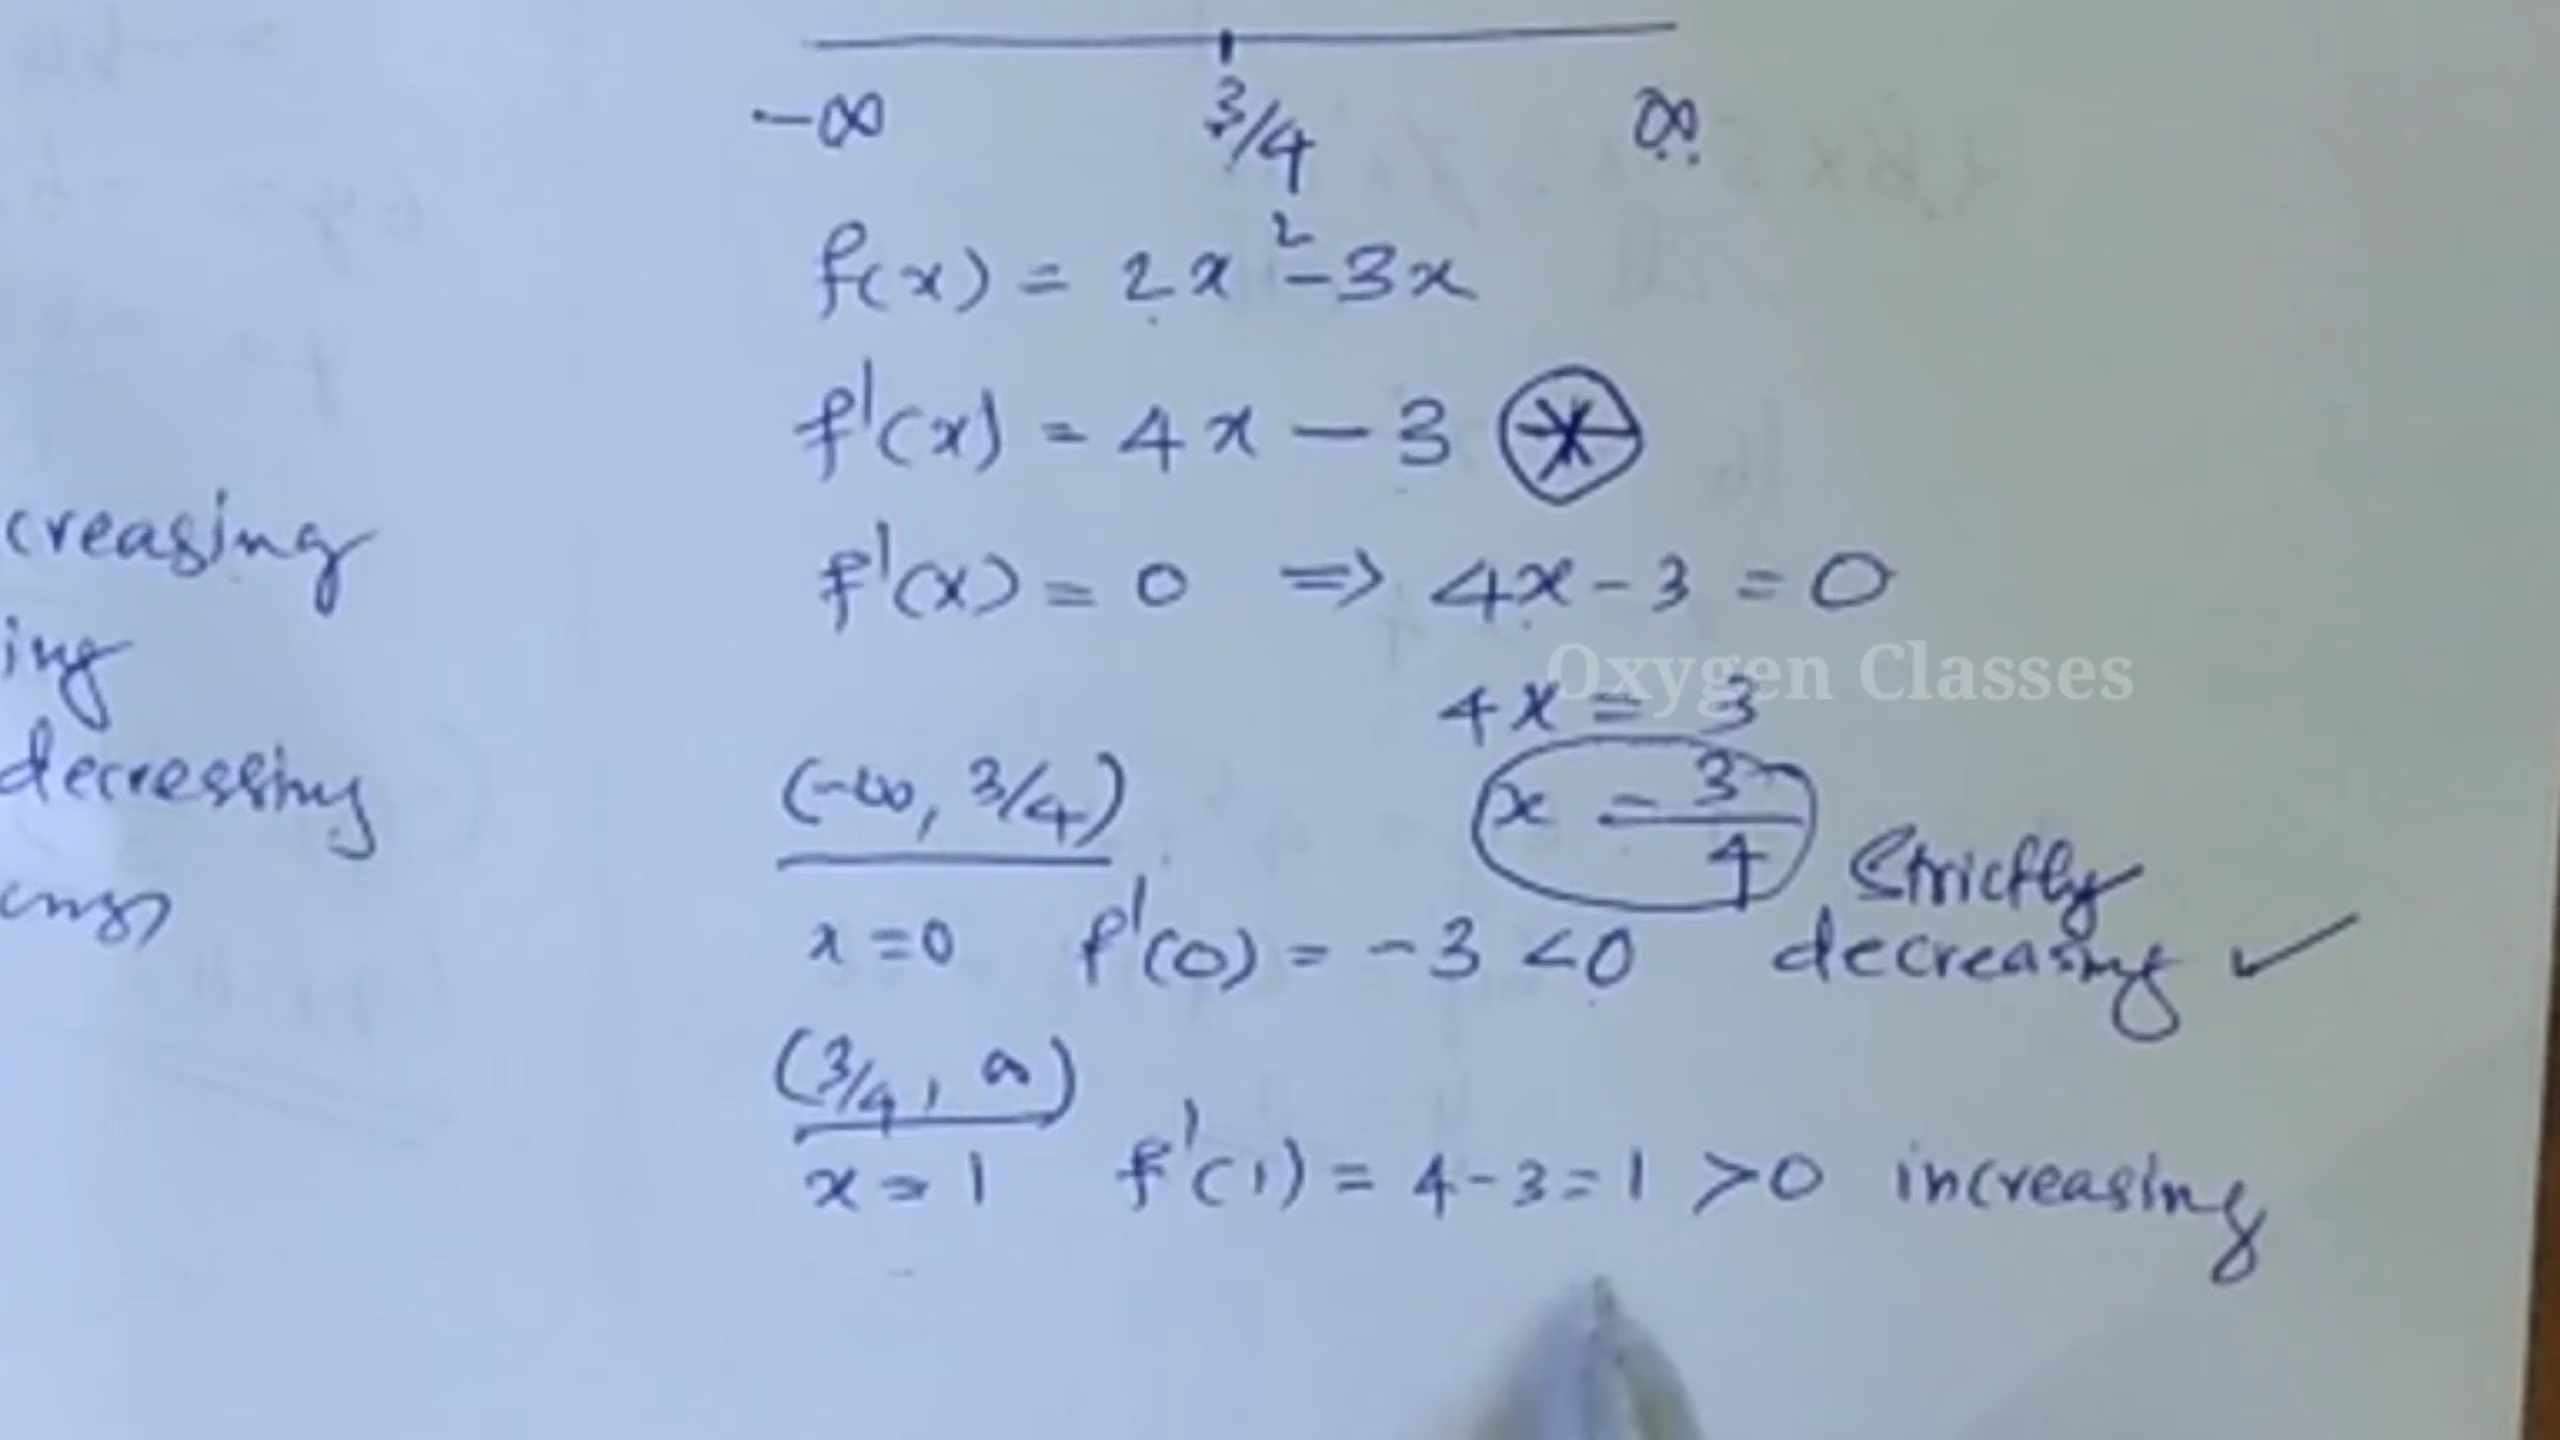 -∞ 3/4 ∞
f(x) = 2x²-3x
f'(x) = 4x - 3 *
creasing
f'(x) = 0 ⇒ 4x-3 = 0
ing
Oxygen Classes
4x = 3
decressing
(-∞, 3/4)
x = 3/4
Strictly
x = 0 f'(0) = -3 <0 decreasing ✓
(3/4, ∞)
x = 1 f'(1) = 4-3=1 >0 increasing